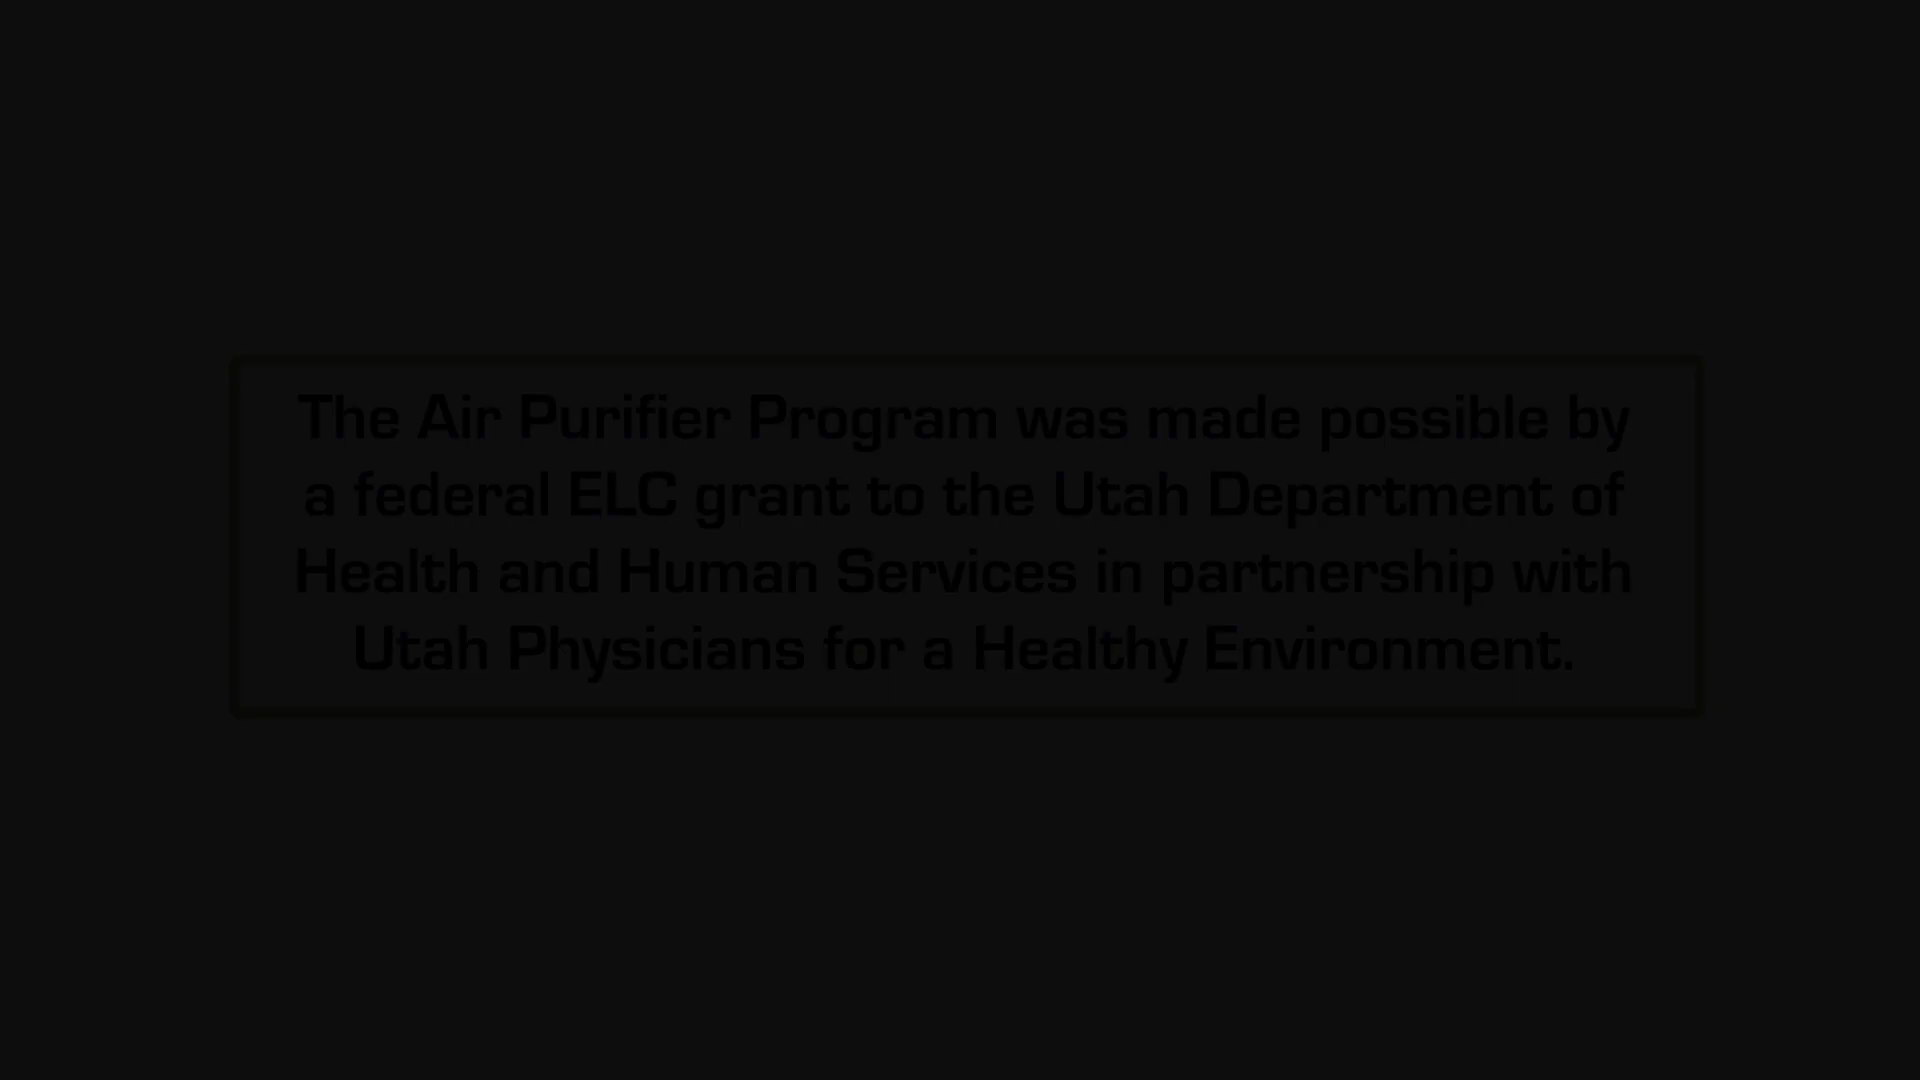 The Air Purifier Program was made possible by
a federal ELC grant to the Utah Department of
Health and Human Services in partnership with
Utah Physicians for a Healthy Environment.